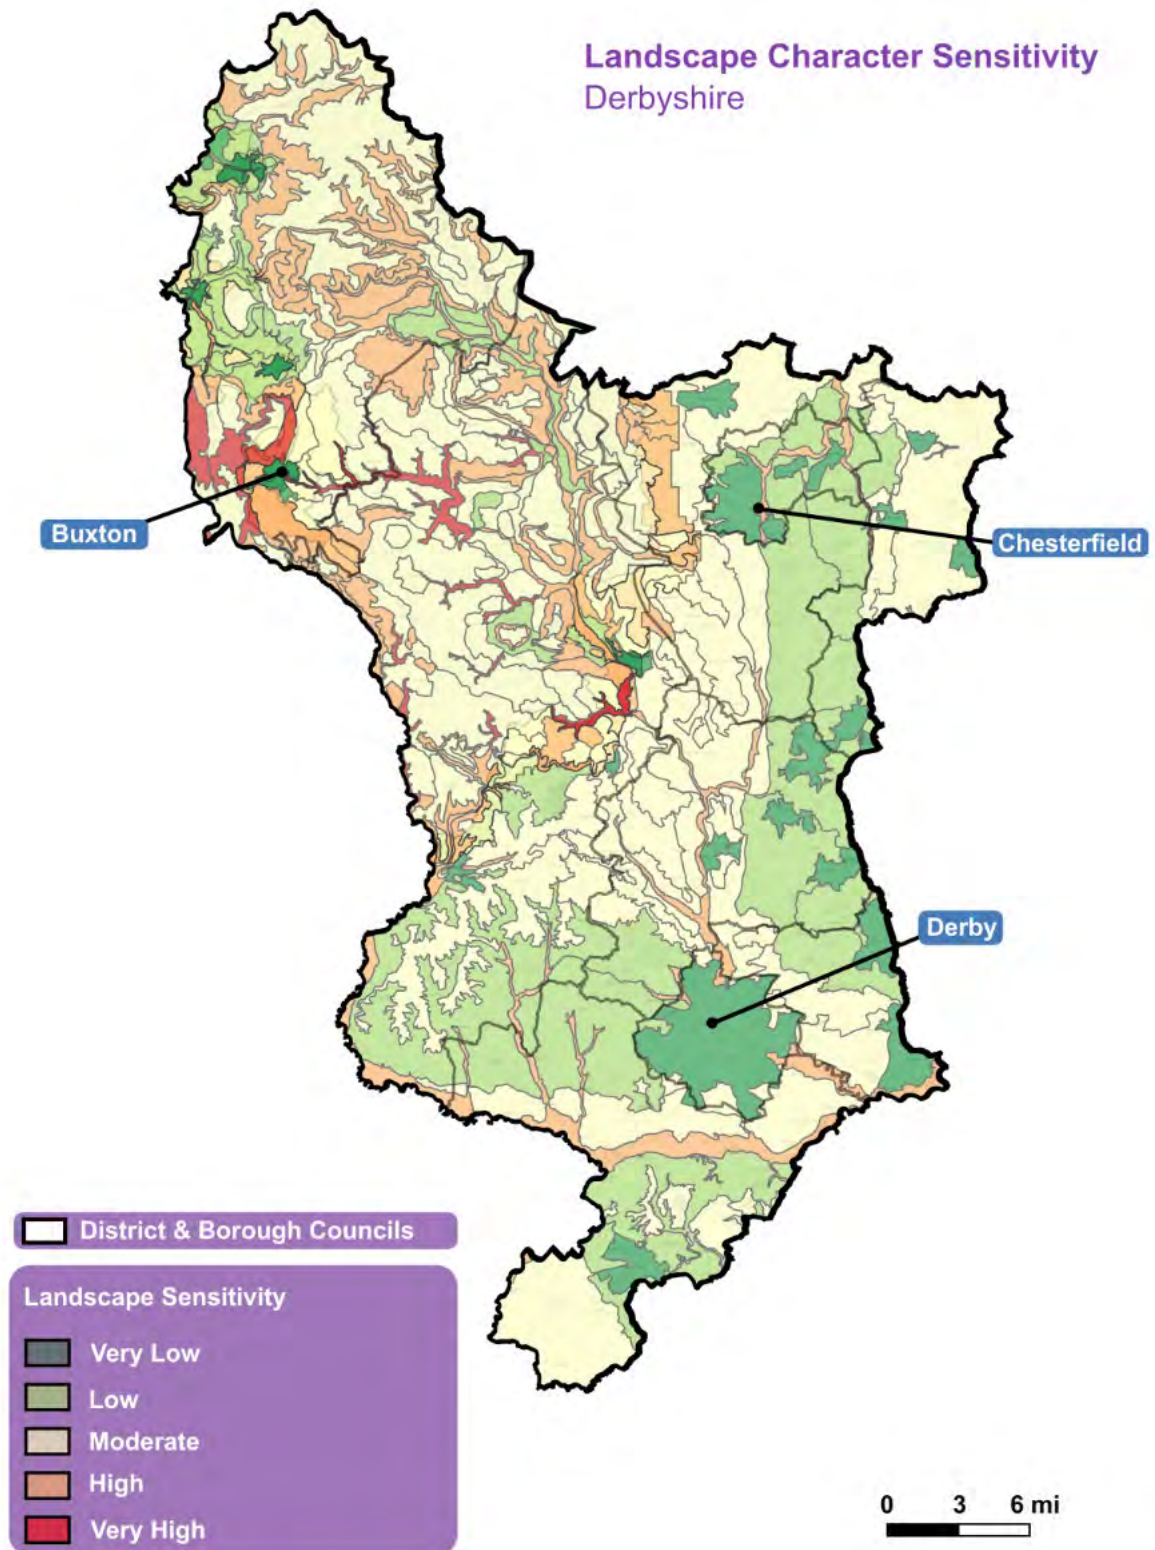 Landscape Character Sensitivity
Derbyshire
Buxton
Chesterfield
Derby
District & Borough Councils
Landscape Sensitivity
Very Low
Low
Moderate
High
Very High
0 3 6 mi